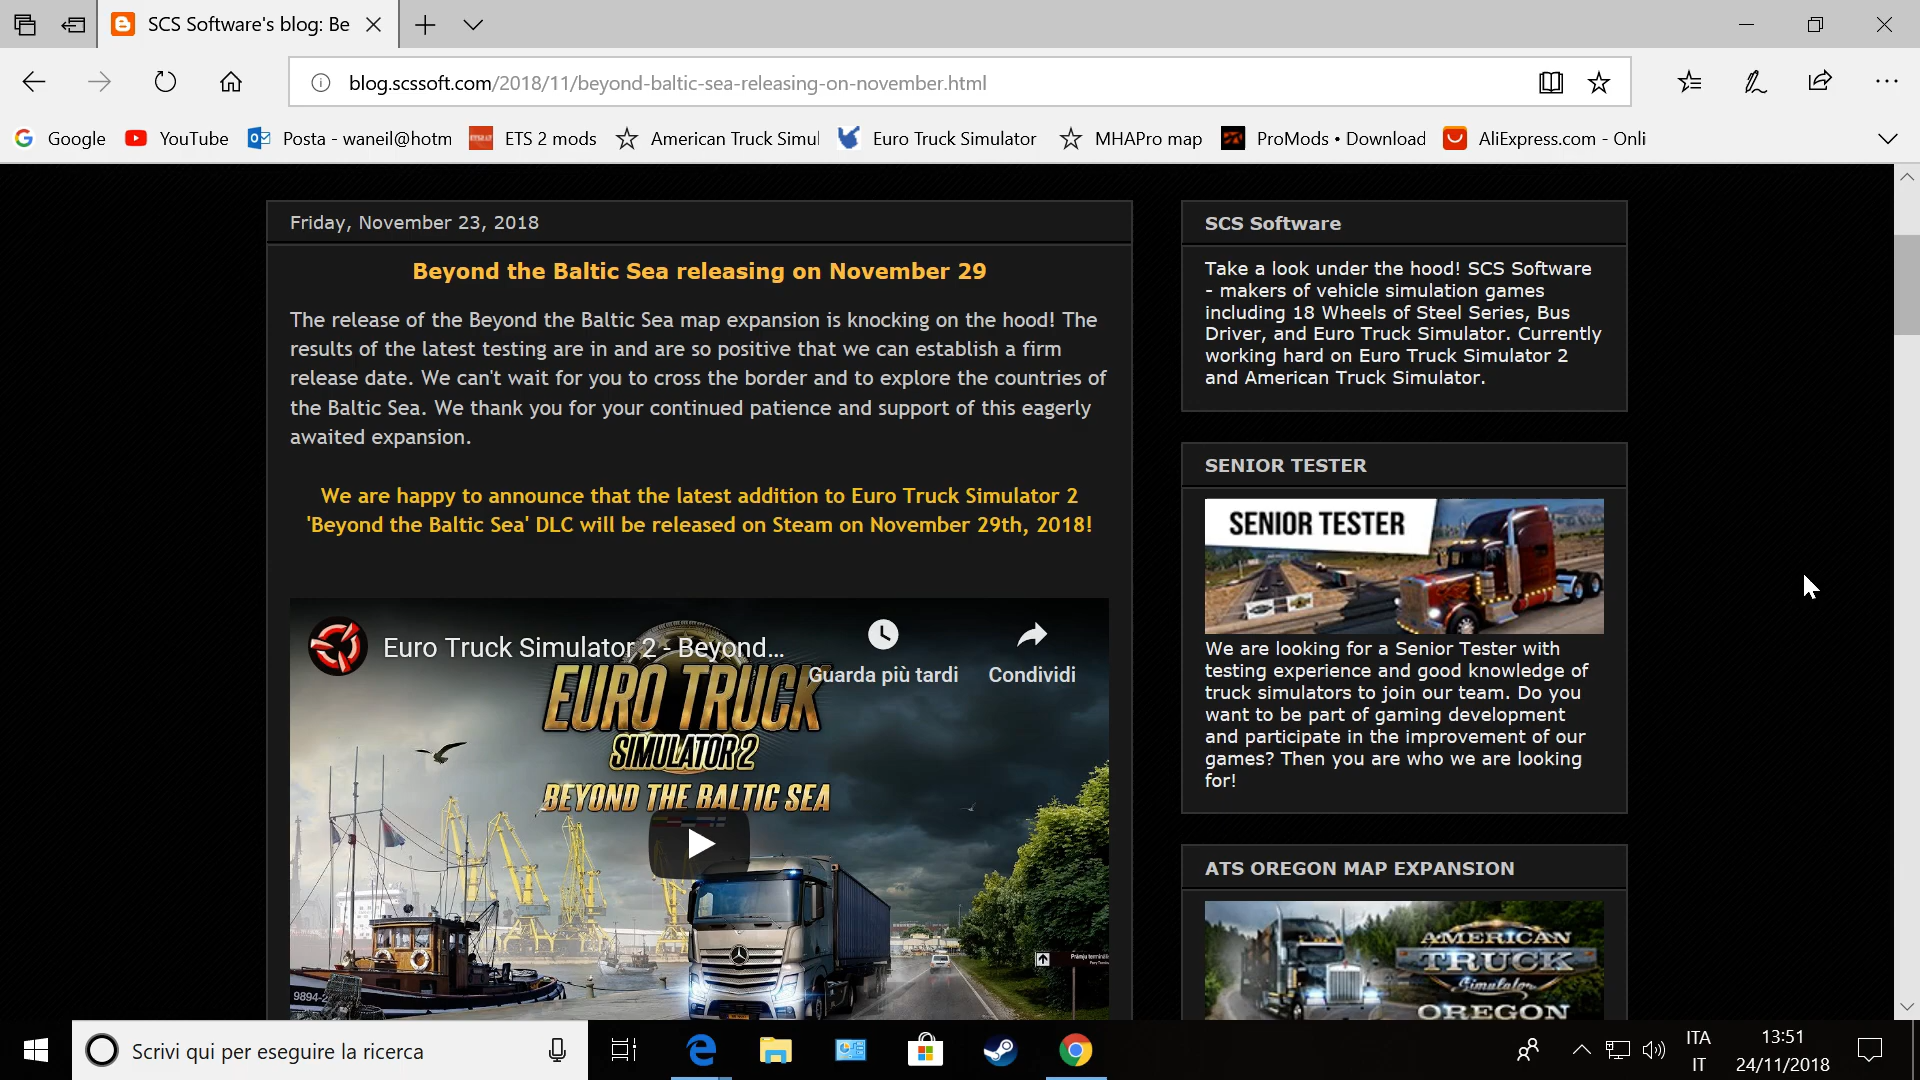 SCS Software's blog: Be
blog.scssoft.com/2018/11/beyond-baltic-sea-releasing-on-november.html
Google
YouTube
Posta - waneil@hotm
ETS 2 mods
American Truck Simul
Euro Truck Simulator
MHAPro map
ProMods • Download
AliExpress.com - Onli
Friday, November 23, 2018
Beyond the Baltic Sea releasing on November 29
The release of the Beyond the Baltic Sea map expansion is knocking on the hood! The
results of the latest testing are in and are so positive that we can establish a firm
release date. We can't wait for you to cross the border and to explore the countries of
the Baltic Sea. We thank you for your continued patience and support of this eagerly
awaited expansion.
We are happy to announce that the latest addition to Euro Truck Simulator 2
'Beyond the Baltic Sea' DLC will be released on Steam on November 29th, 2018!
Euro Truck Simulator 2 - Beyond...
Guarda più tardi
Condividi
EURO TRUCK
SIMULATOR 2
BEYOND THE BALTIC SEA
SCS Software
Take a look under the hood! SCS Software
- makers of vehicle simulation games
including 18 Wheels of Steel Series, Bus
Driver, and Euro Truck Simulator. Currently
working hard on Euro Truck Simulator 2
and American Truck Simulator.
SENIOR TESTER
SENIOR TESTER
We are looking for a Senior Tester with
testing experience and good knowledge of
truck simulators to join our team. Do you
want to be part of gaming development
and participate in the improvement of our
games? Then you are who we are looking
for!
ATS OREGON MAP EXPANSION
AMERICAN
TRUCK
Simulator
OREGON
Scrivi qui per eseguire la ricerca
ITA
IT
13:51
24/11/2018